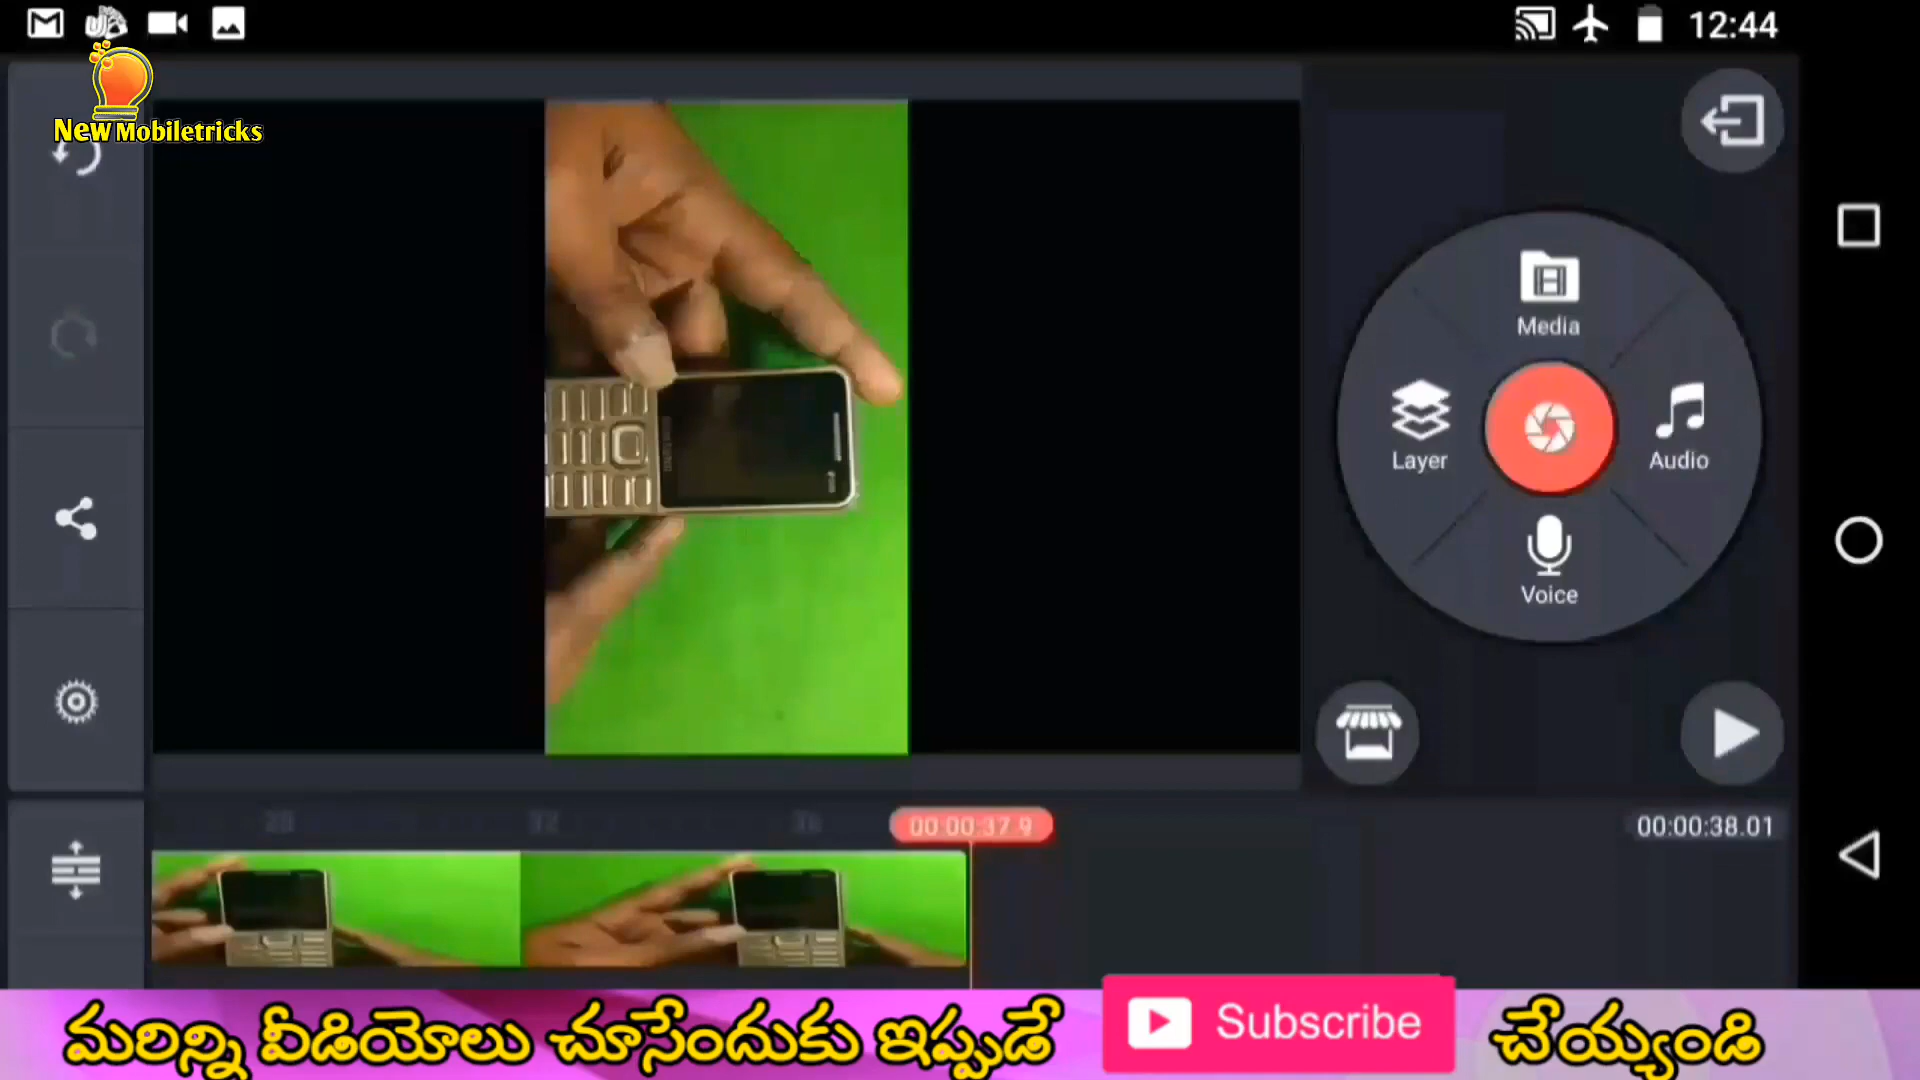 12:44
New Mobiletricks
Media
Layer
Audio
Voice
00:00:37.9
00:00:38.01
మరిన్ని వీడియోలు చూసేందుకు ఇప్పుడే Subscribe చేయ్యండి